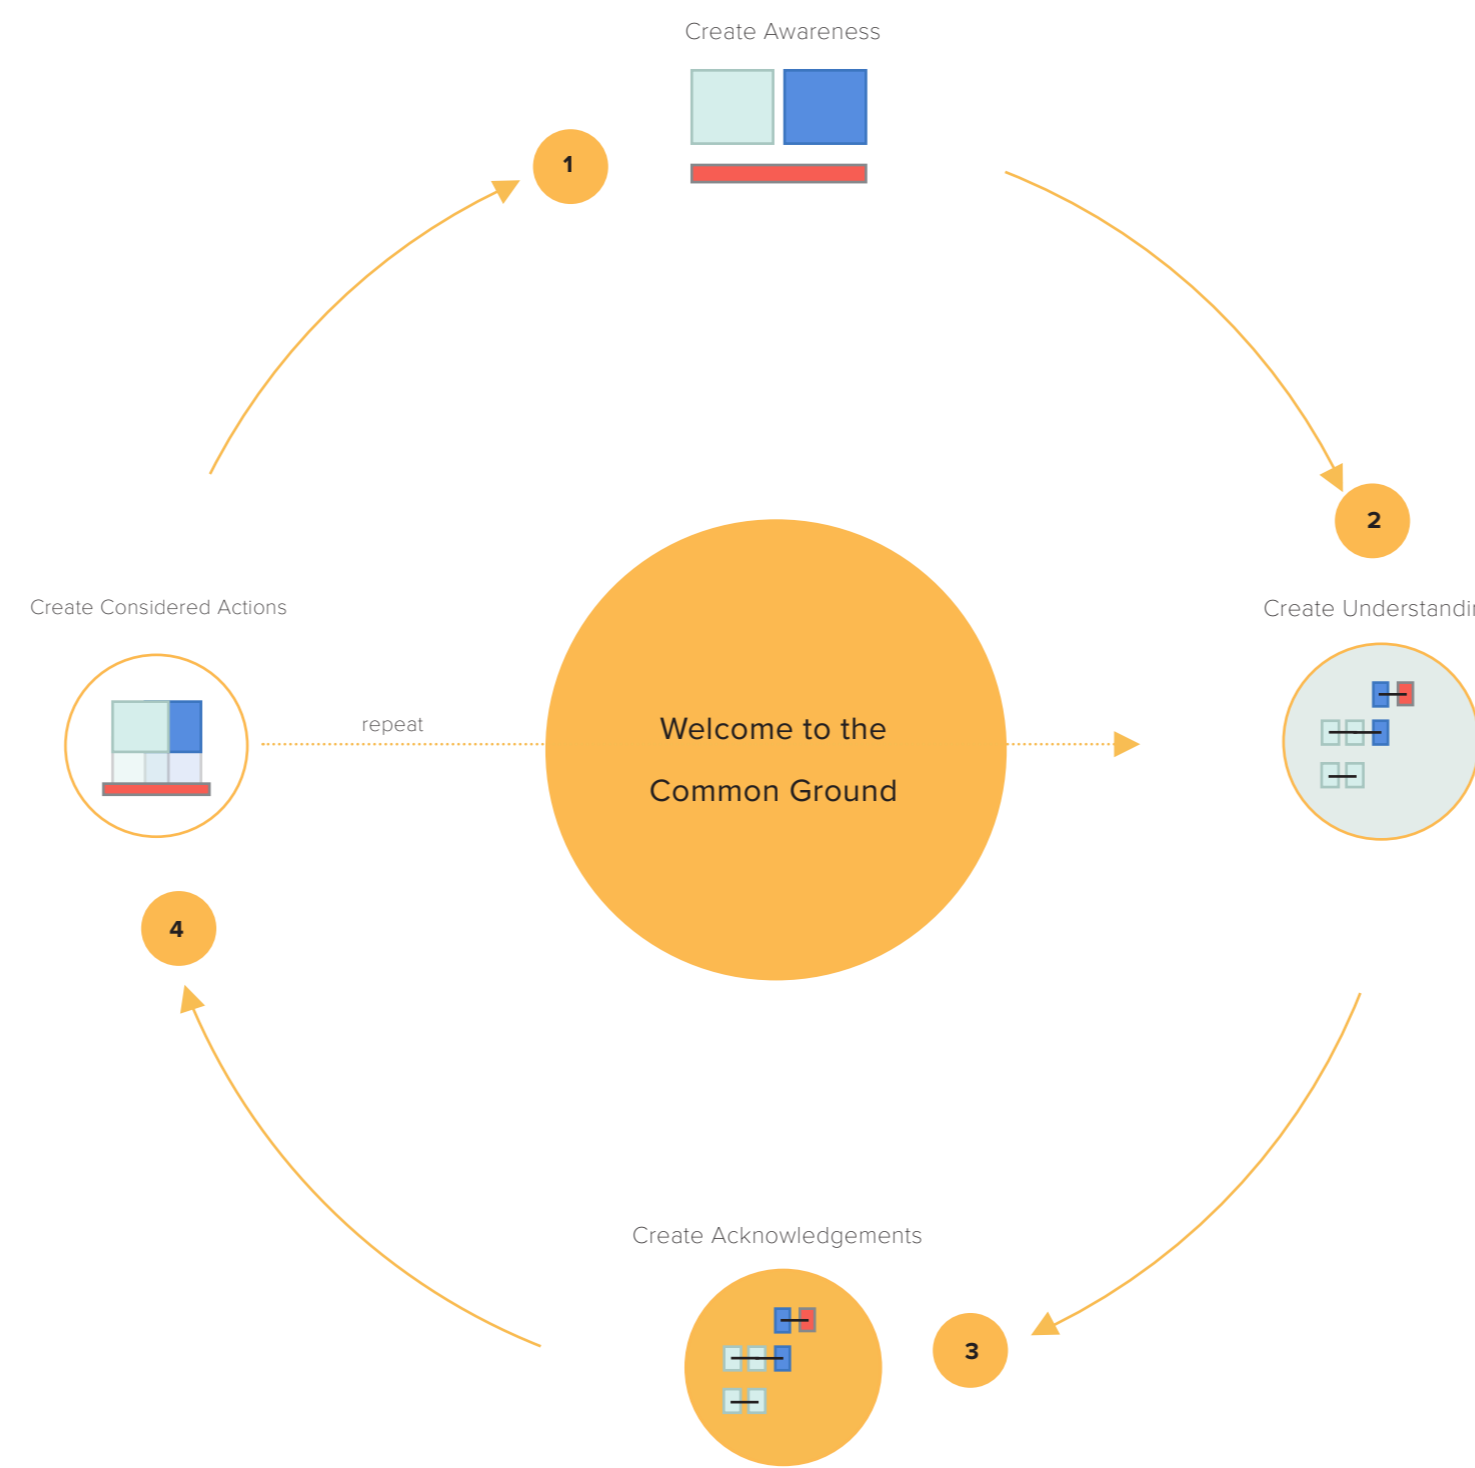 Create Awareness
1
2
Create Considered Actions
Create Understandin
repeat
Welcome to the
Common Ground
4
Create Acknowledgements
3